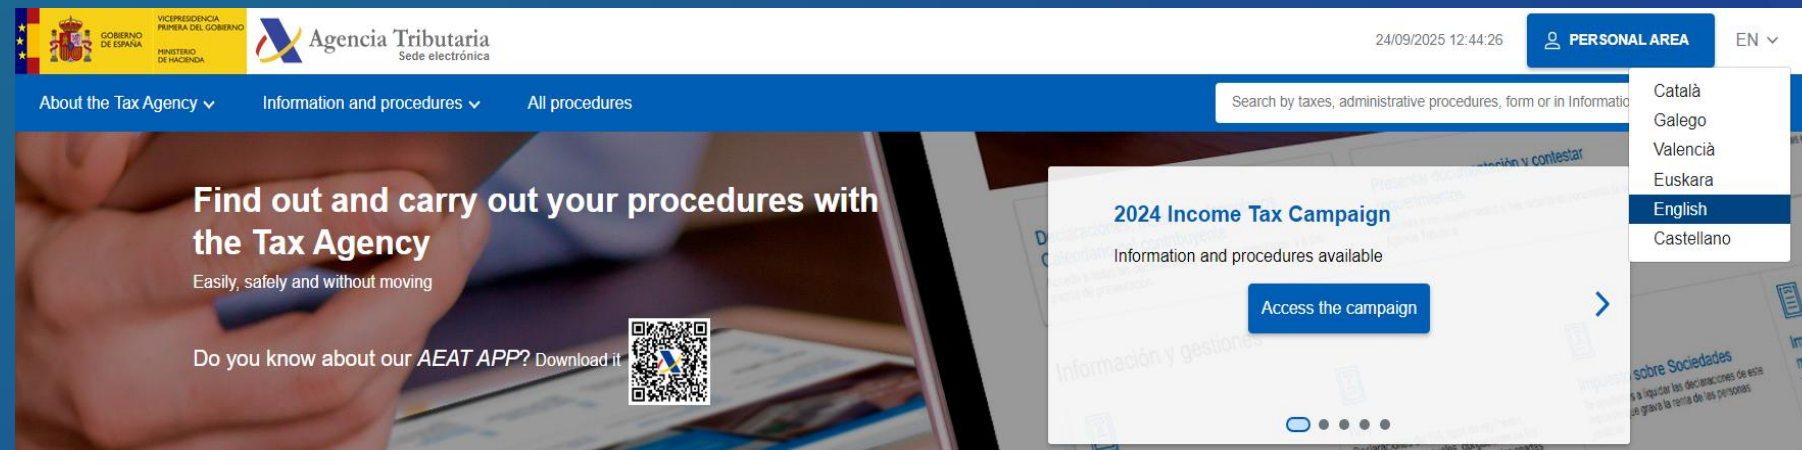 GOBIERNO
DE ESPAÑA
VICEPRESIDENCIA
PRIMERA DEL GOBIERNO
MINISTERIO
DE HACIENDA
Agencia Tributaria
Sede electrónica
24/09/2025 12:44:26
PERSONAL AREA
EN
About the Tax Agency
Information and procedures
All procedures
Search by taxes, administrative procedures, form or in Informatio
Català
Galego
Valencià
Euskara
English
Castellano
Find out and carry out your procedures with
the Tax Agency
Easily, safely and without moving
Do you know about our AEAT APP? Download it
2024 Income Tax Campaign
Information and procedures available
Access the campaign
Información y gestiones
sobre Sociedades